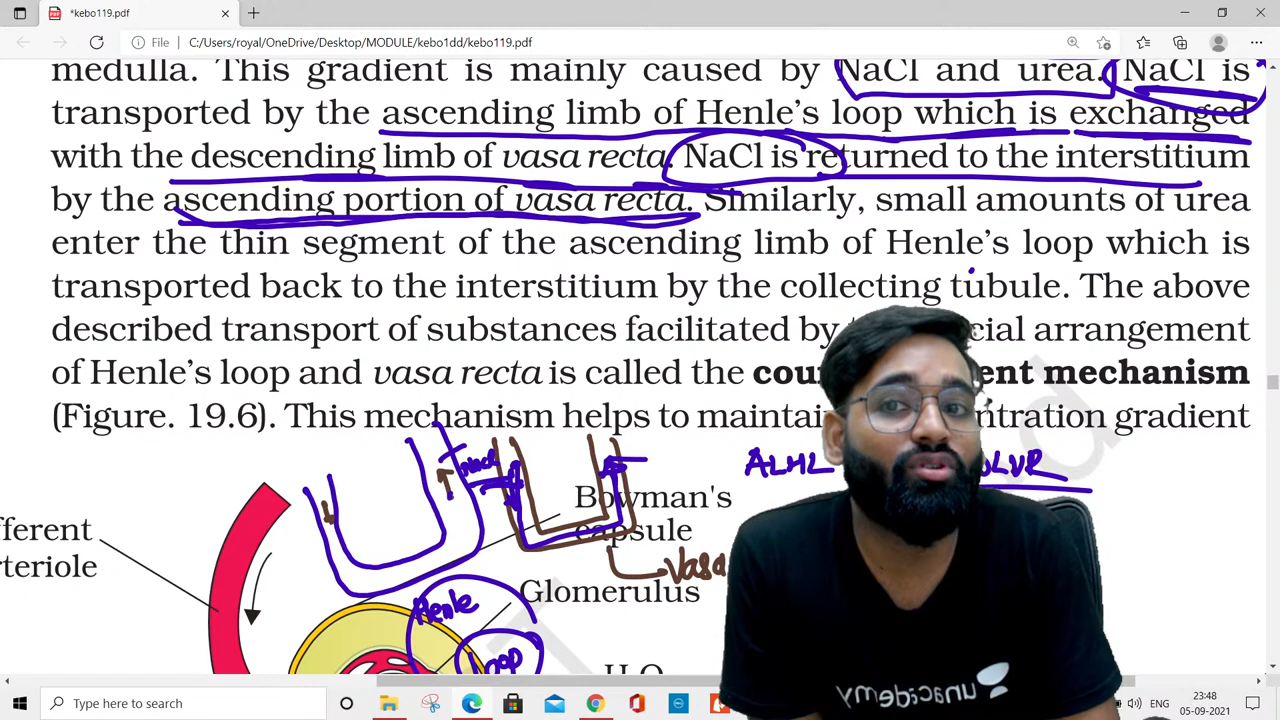 *kebo119.pdf
File C:/Users/royal/OneDrive/Desktop/MODULE/kebo1dd/kebo119.pdf
medulla. This gradient is mainly caused by NaCl and urea. NaCl is
transported by the ascending limb of Henle's loop which is exchanged
with the descending limb of vasa recta. NaCl is returned to the interstitium
by the ascending portion of vasa recta. Similarly, small amounts of urea
enter the thin segment of the ascending limb of Henle's loop which is
transported back to the interstitium by the collecting tubule. The above
described transport of substances facilitated by arrangement
of Henle's loop and vasa recta is called the mechanism
(Figure. 19.6). This mechanism helps to gradient
NaCl
ALHL
Bowman's
capsule
Vasa
Glomerulus
Henle
Loop
H2O
unacademy
Type here to search
ENG
23:48
05-09-2021